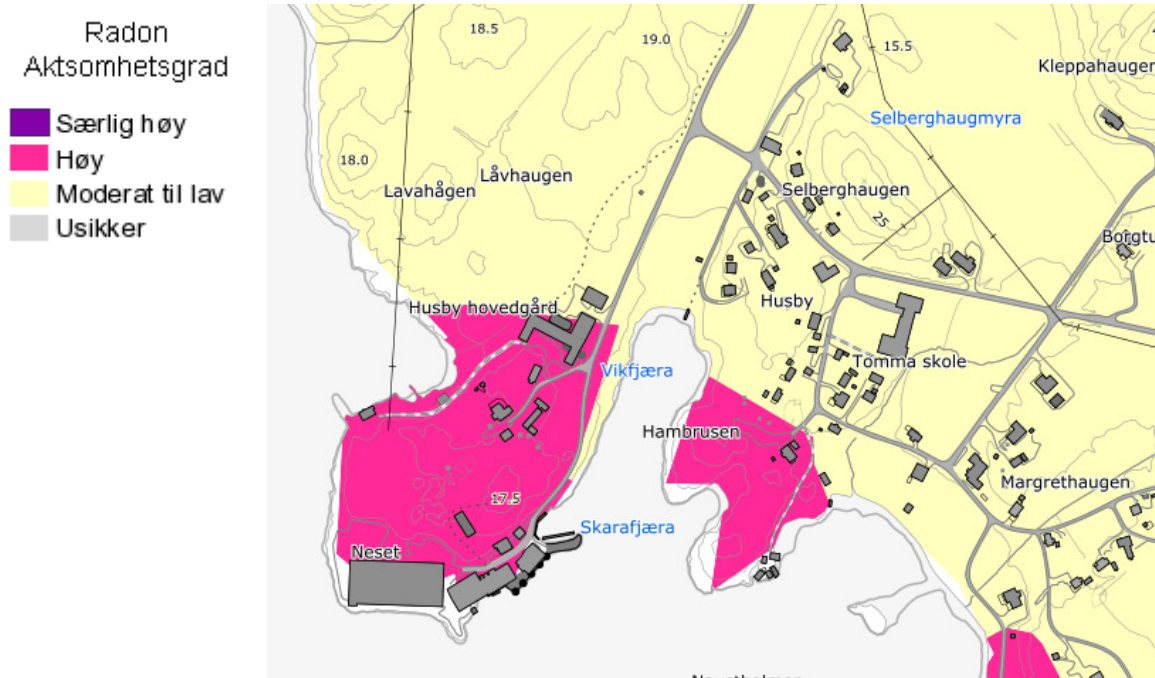 Radon
Aktsomhetsgrad
Særlig høy
Høy
Moderat til lav
Usikker
18.5
19.0
15.5
Kleppahaugen
Selberghaugmyra
18.0
Låvhaugen
Lavahågen
Selberghaugen
25
Husby hovedgård
Husby
Tomma skole
Vikfjæra
Hambrusen
Margrethaugen
17.5
Skarafjæra
Neset